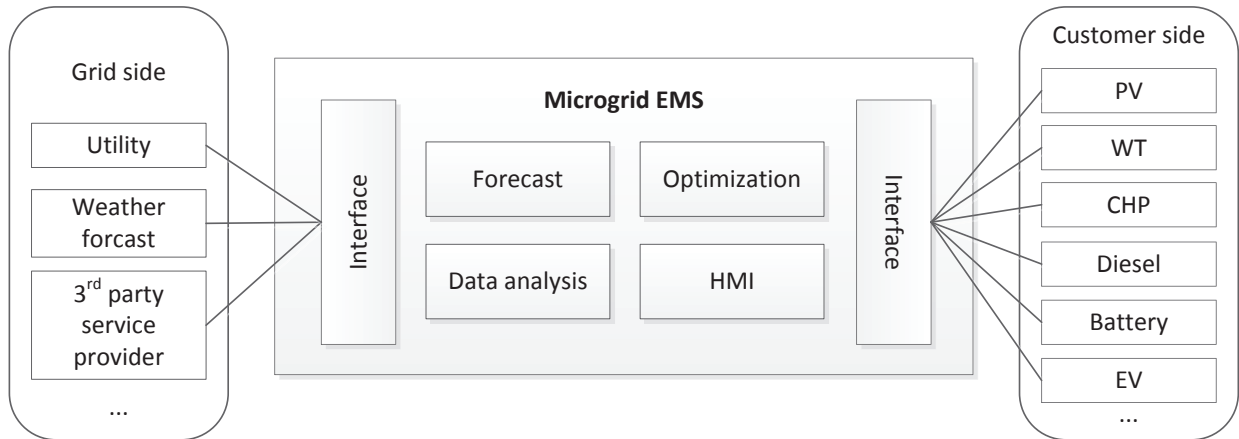 Grid side
Utility
Weather
forcast
3rd party
service
provider
...
Microgrid EMS
Interface
Forecast
Optimization
Data analysis
HMI
Interface
Customer side
PV
WT
CHP
Diesel
Battery
EV
...